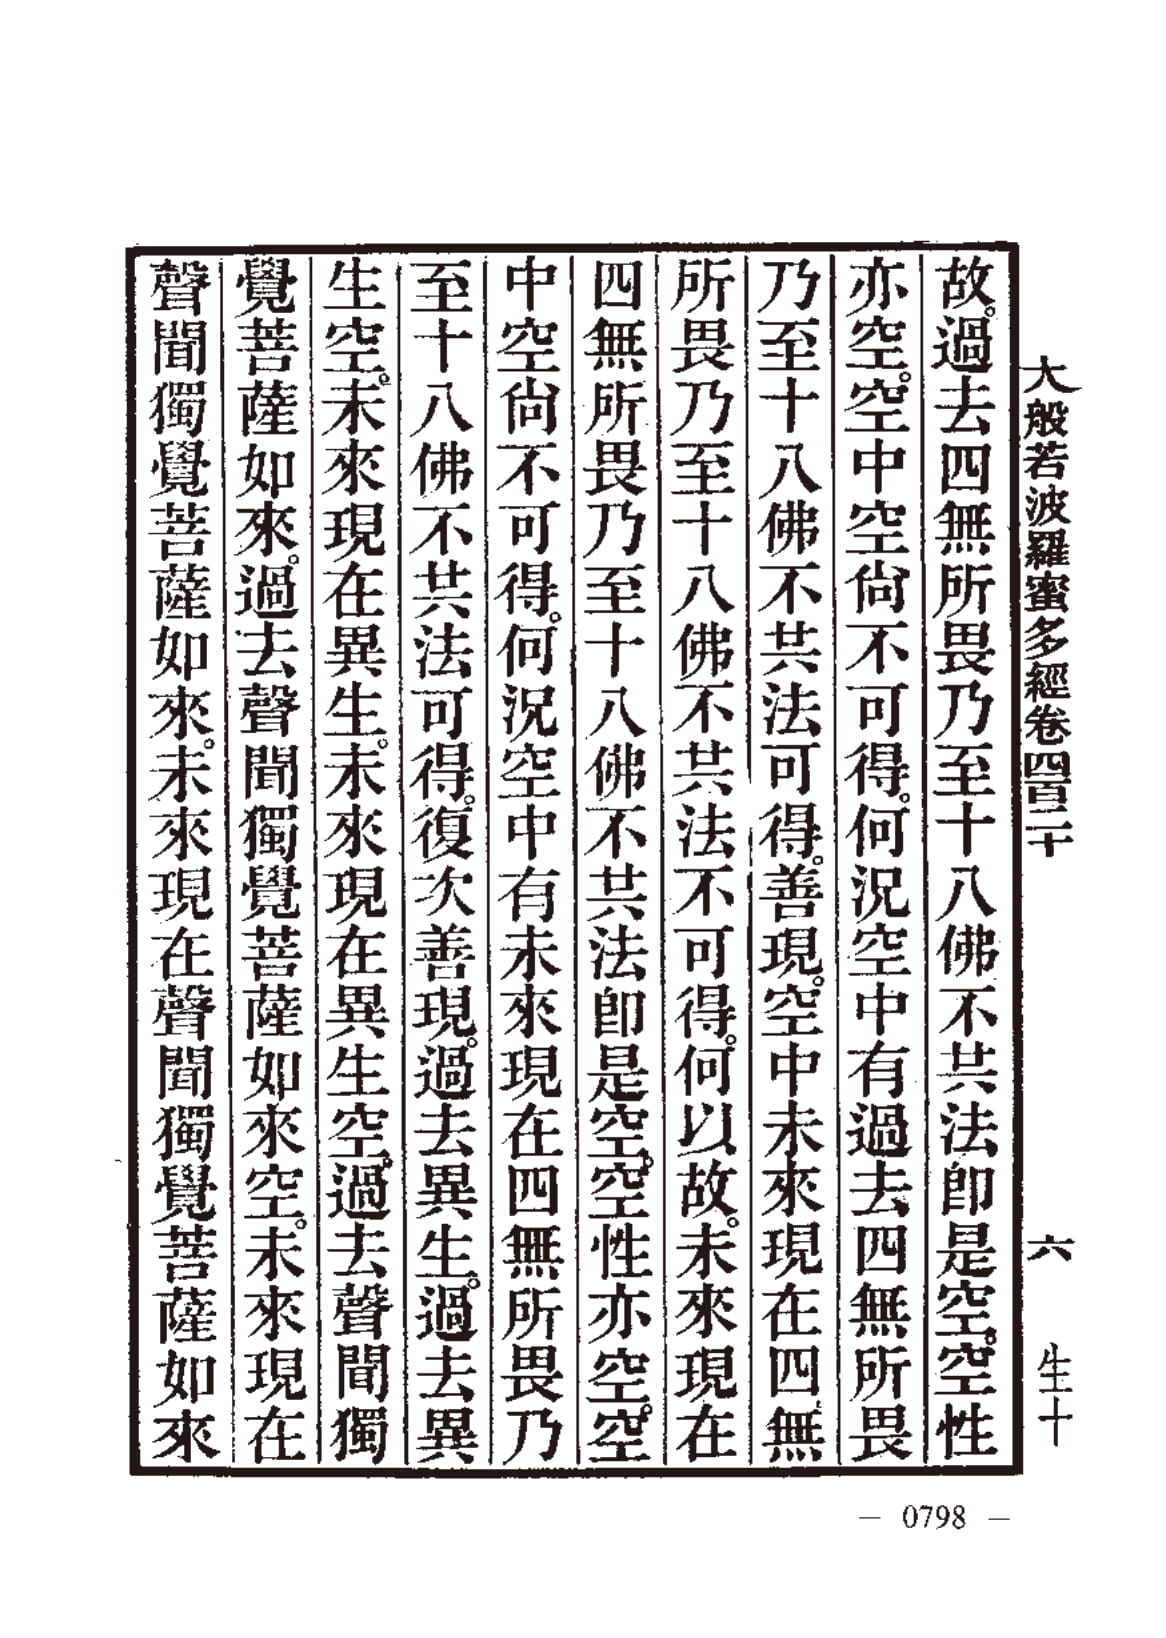 大般若波羅蜜多經卷四百二十 六 生十
故。過去四無所畏乃至十八佛不共法卽是空。空性
亦空。空中空尙不可得。何況空中有過去四無所畏
乃至十八佛不共法可得。善現。空中未來現在四無
所畏乃至十八佛不共法不可得。何以故。未來現在
四無所畏乃至十八佛不共法卽是空。空性亦空。空
中空尙不可得。何況空中有未來現在四無所畏乃
至十八佛不共法可得。復次善現。過去異生。過去異
生空。未來現在異生。未來現在異生空。過去聲聞獨
覺菩薩如來。過去聲聞獨覺菩薩如來空。未來現在
聲聞獨覺菩薩如來。未來現在聲聞獨覺菩薩如來
— 0798 —